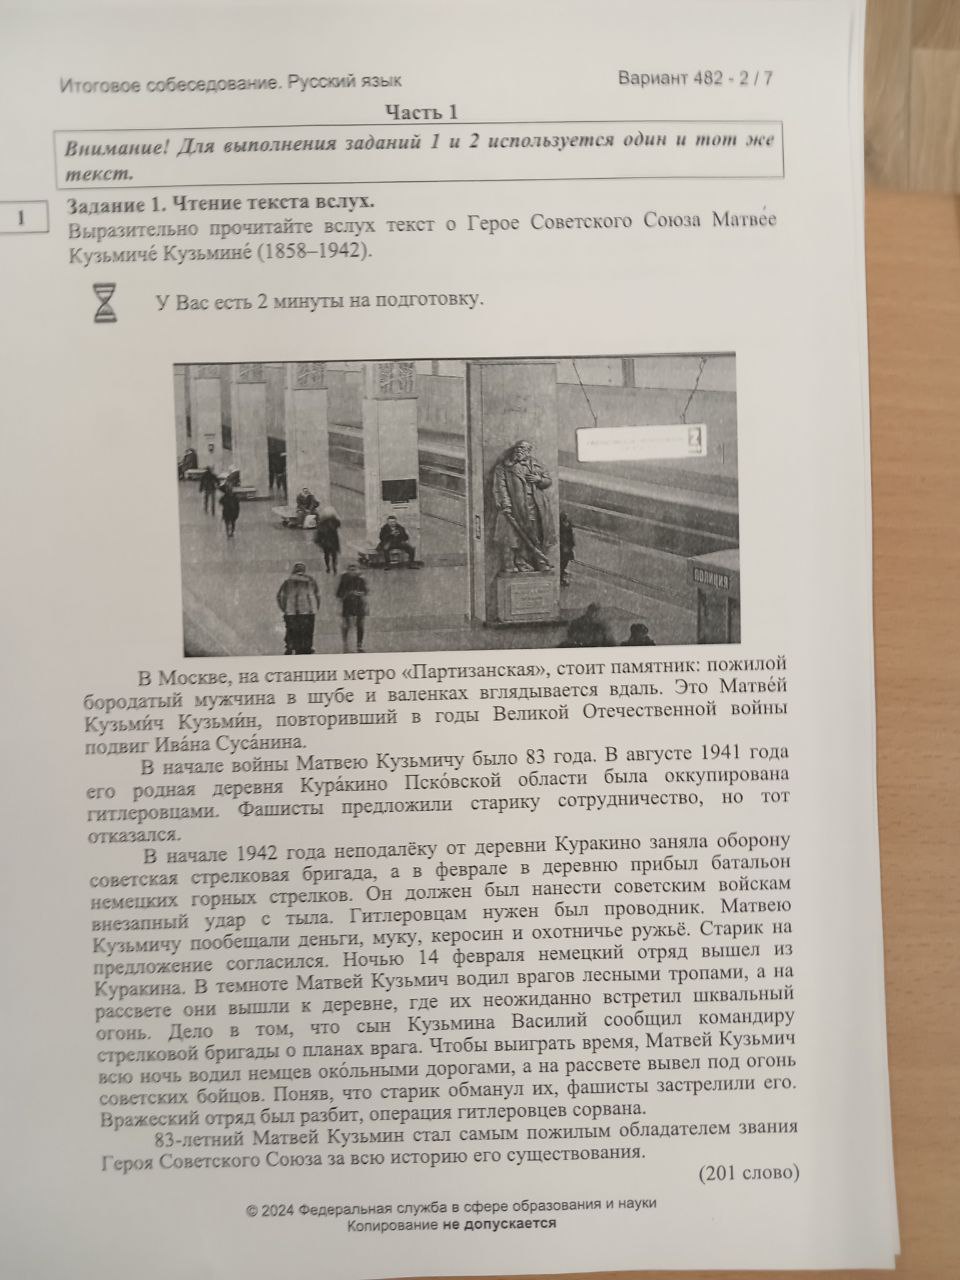 Итоговое собеседование. Русский язык
Вариант 482 - 2 / 7
Часть 1
Внимание! Для выполнения заданий 1 и 2 используется один и тот же
текст.
1
Задание 1. Чтение текста вслух.
Выразительно прочитайте вслух текст о Герое Советского Союза Матве́е
Кузьмиче́ Кузьмине́ (1858–1942).
У Вас есть 2 минуты на подготовку.
2
ПОЛИЦИЯ
В Москве, на станции метро «Партизанская», стоит памятник: пожилой
бородатый мужчина в шубе и валенках вглядывается вдаль. Это Матве́й
Кузьми́ч Кузьми́н, повторивший в годы Великой Отечественной войны
подвиг Ива́на Суса́нина.
В начале войны Матвею Кузьмичу было 83 года. В августе 1941 года
его родная деревня Кура́кино Пско́вской области была оккупирована
гитлеровцами. Фашисты предложили старику сотрудничество, но тот
отказался.
В начале 1942 года неподалёку от деревни Куракино заняла оборону
советская стрелковая бригада, а в феврале в деревню прибыл батальон
немецких горных стрелков. Он должен был нанести советским войскам
внезапный удар с тыла. Гитлеровцам нужен был проводник. Матвею
Кузьмичу пообещали деньги, муку, керосин и охотничье ружьё. Старик на
предложение согласился. Ночью 14 февраля немецкий отряд вышел из
Куракина. В темноте Матвей Кузьмич водил врагов лесными тропами, а на
рассвете они вышли к деревне, где их неожиданно встретил шквальный
огонь. Дело в том, что сын Кузьмина Василий сообщил командиру
стрелковой бригады о планах врага. Чтобы выиграть время, Матвей Кузьмич
всю ночь водил немцев око́льными дорогами, а на рассвете вывел под огонь
советских бойцов. Поняв, что старик обманул их, фашисты застрелили его.
Вражеский отряд был разбит, операция гитлеровцев сорвана.
83-летний Матвей Кузьмин стал самым пожилым обладателем звания
Героя Советского Союза за всю историю его существования.
(201 слово)
© 2024 Федеральная служба в сфере образования и науки
Копирование не допускается